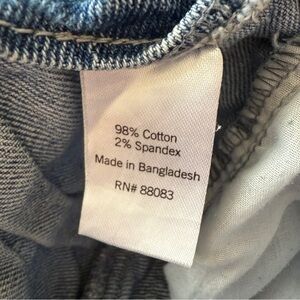 98% Cotton
2% Spandex
Made in Bangladesh
RN# 88083